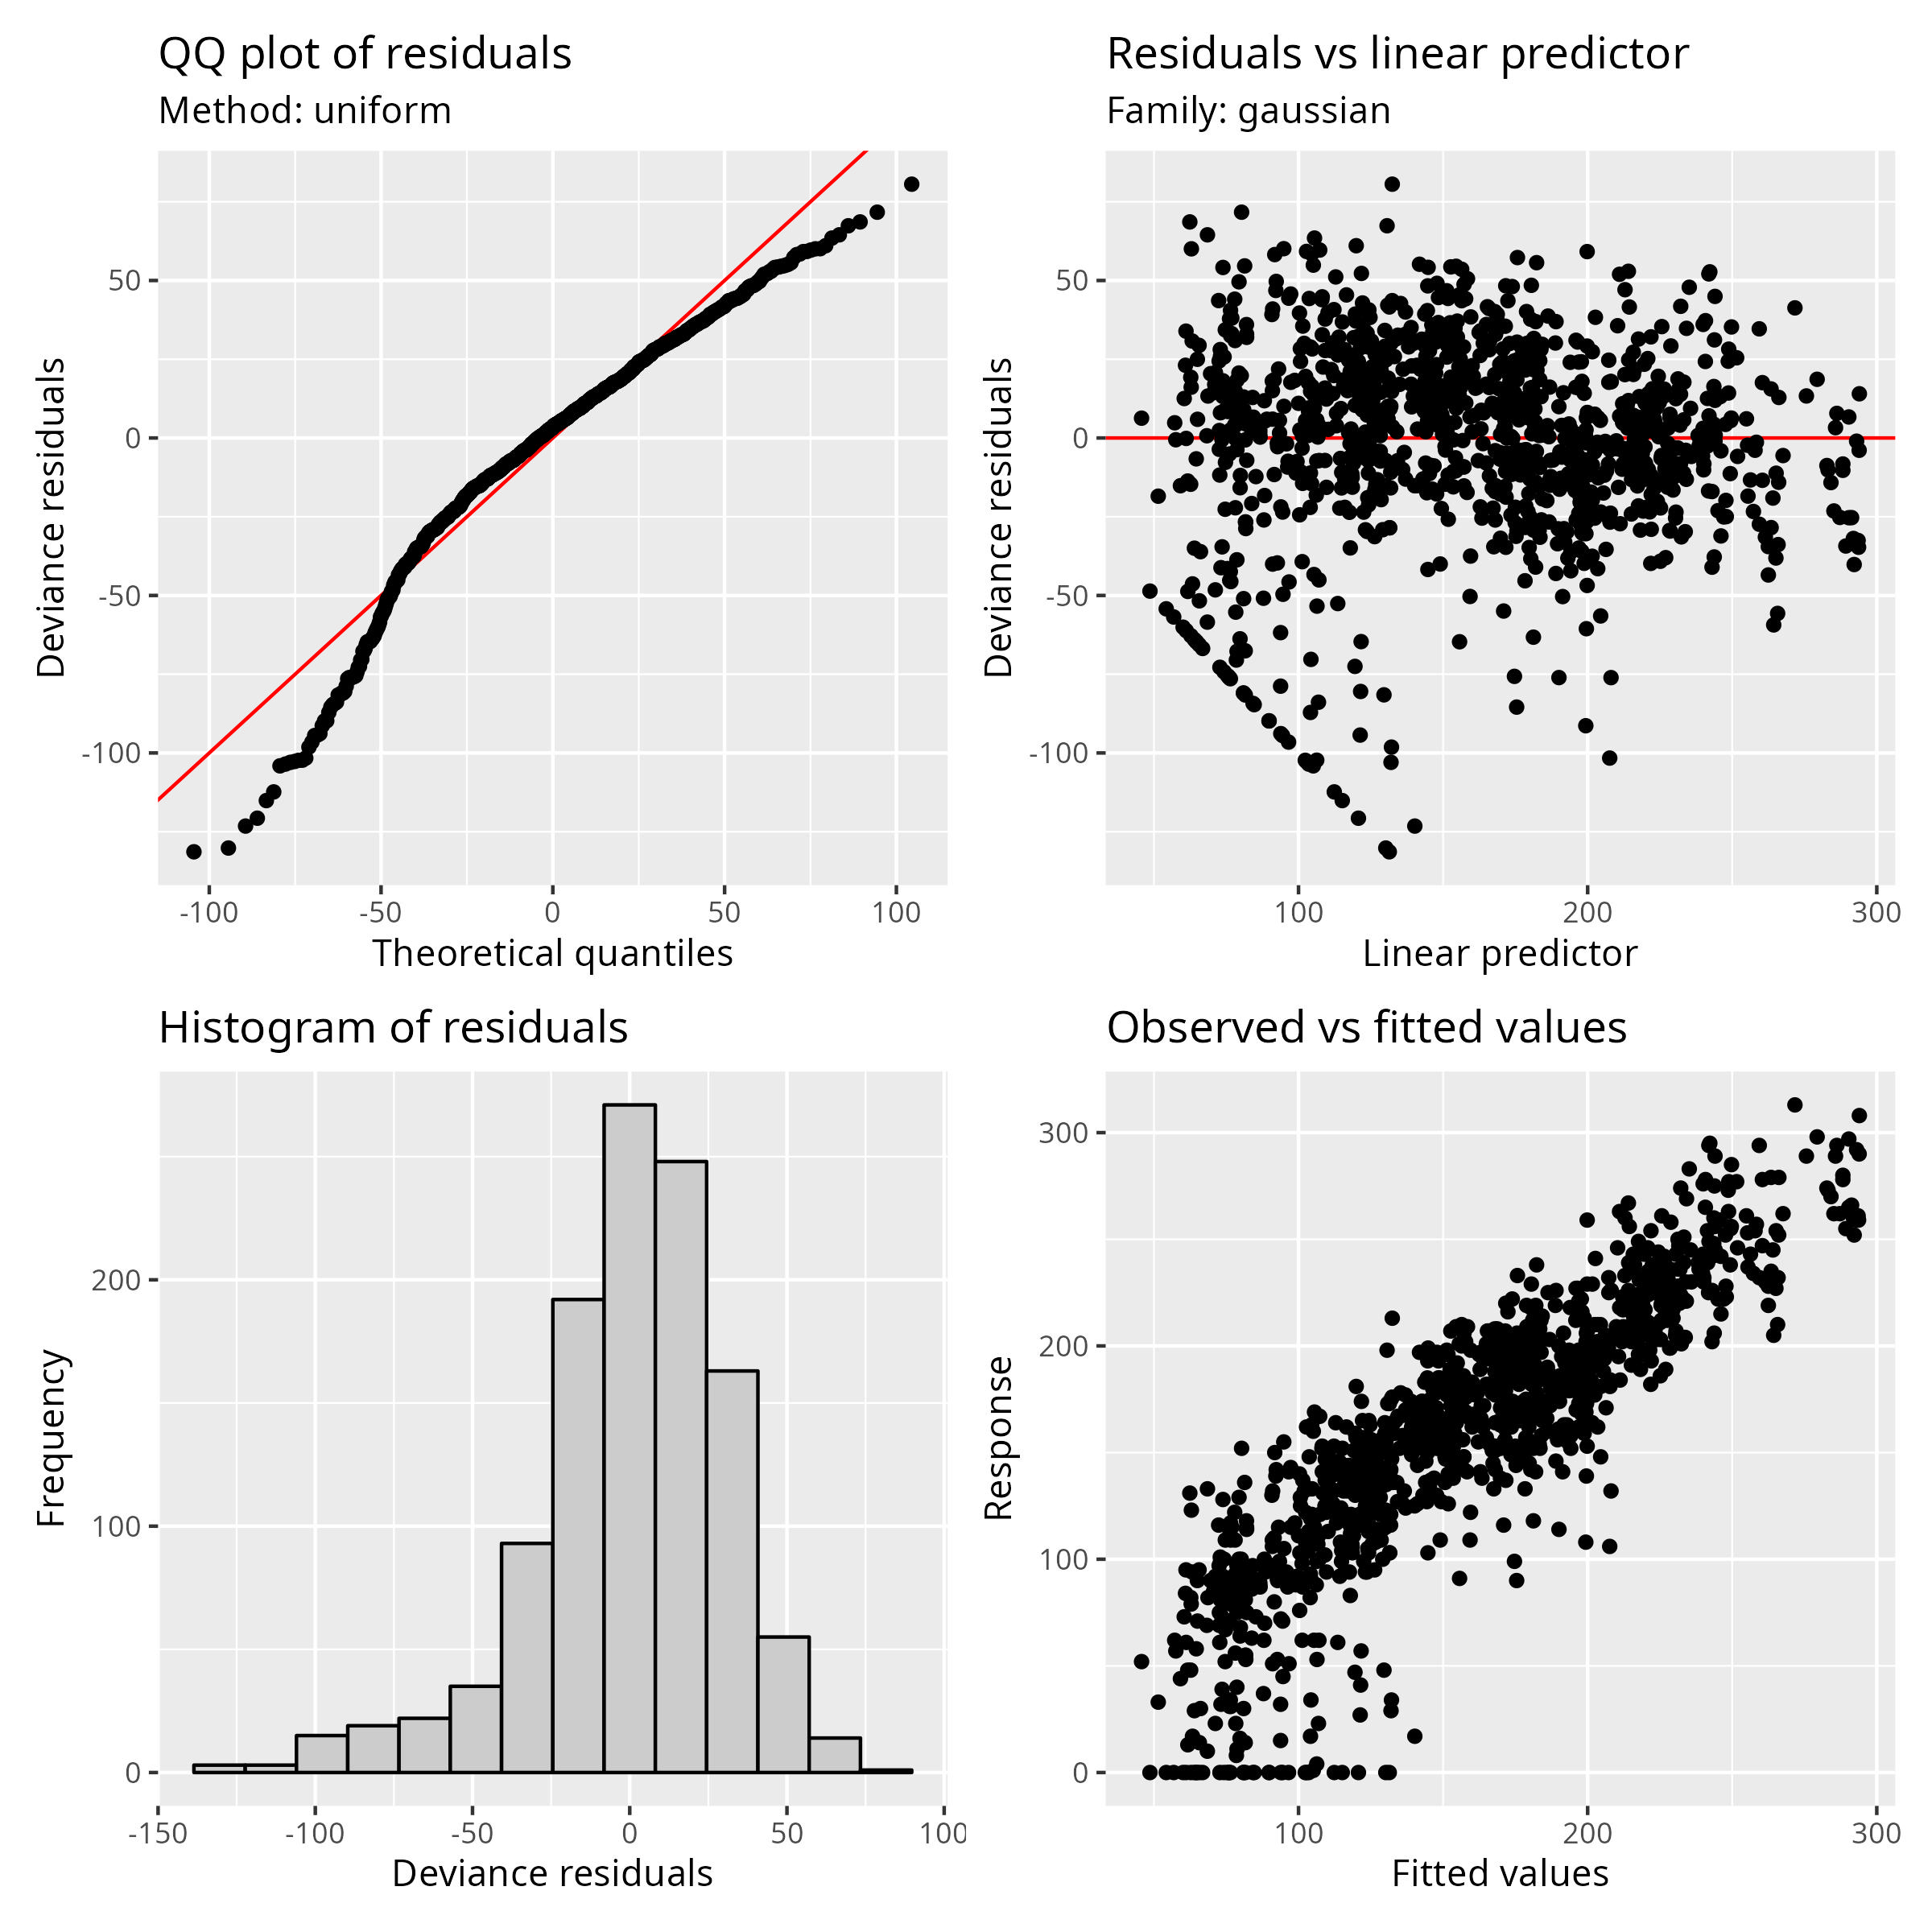 QQ plot of residuals
Method: uniform
50
0
-50
-100
-100
-50
0
50
100
Theoretical quantiles
Deviance residuals
Residuals vs linear predictor
Family: gaussian
50
0
-50
-100
100
200
300
Linear predictor
Deviance residuals
Histogram of residuals
200
100
0
-150
-100
-50
0
50
100
Deviance residuals
Frequency
Observed vs fitted values
300
200
100
0
100
200
300
Fitted values
Response